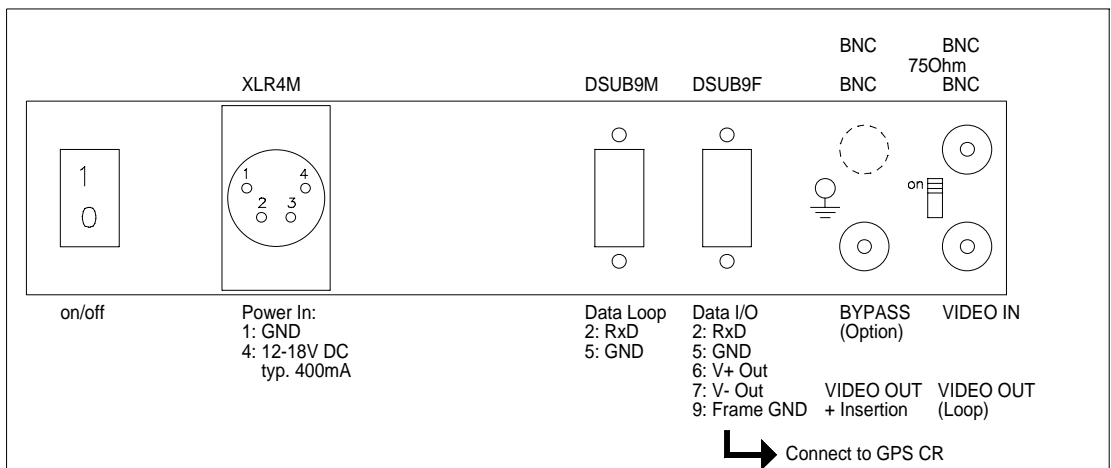 BNC BNC
75Ohm
XLR4M DSUB9M DSUB9F BNC BNC
1
0
1 4
2 3
on
on/off
Power In:
1: GND
4: 12-18V DC
typ. 400mA
Data Loop
2: RxD
5: GND
Data I/O
2: RxD
5: GND
6: V+ Out
7: V- Out
9: Frame GND
BYPASS
(Option)
VIDEO IN
VIDEO OUT
+ Insertion
VIDEO OUT
(Loop)
Connect to GPS CR